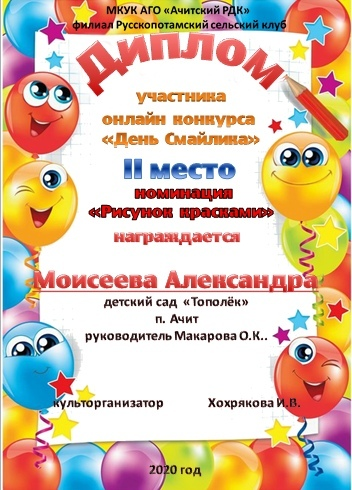 МКУК АГО «Ачитский РДК»
филиал Русскопотамский сельский клуб
Диплом
участника
онлайн конкурса
«День Смайлика»
II место
номинация
«Рисунок красками»
награждается
Моисеева Александра
детский сад «Тополёк»
п. Ачит
руководитель Макарова О.К..
культорганизатор Хохрякова И.В.
2020 год